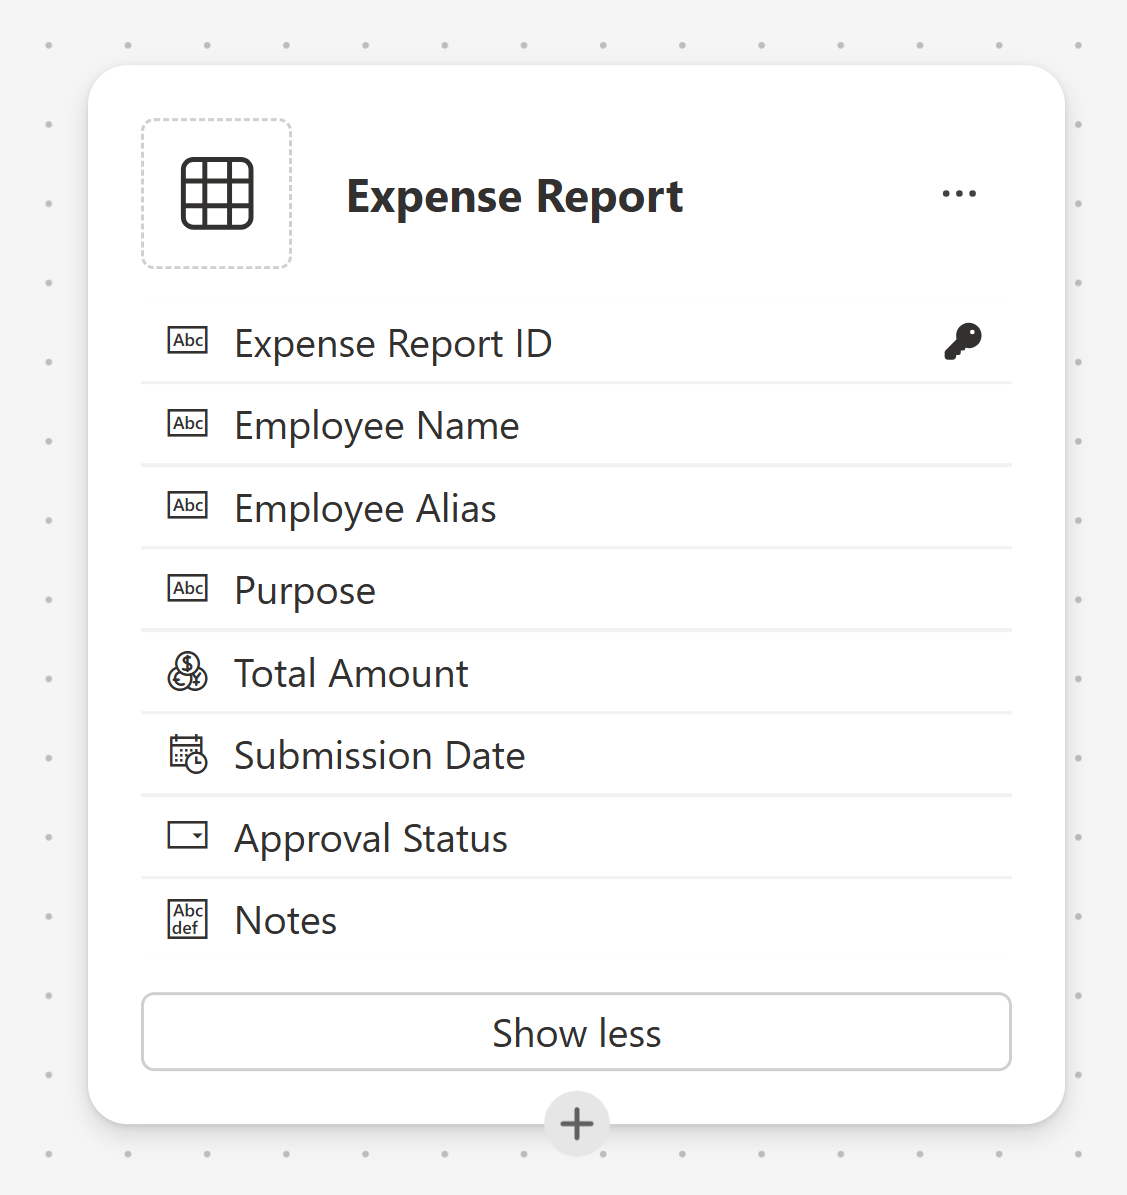 Expense Report
Abc Expense Report ID
Abc Employee Name
Abc Employee Alias
Abc Purpose
$ € ¥ Total Amount
Submission Date
Approval Status
Abc
def Notes
Show less